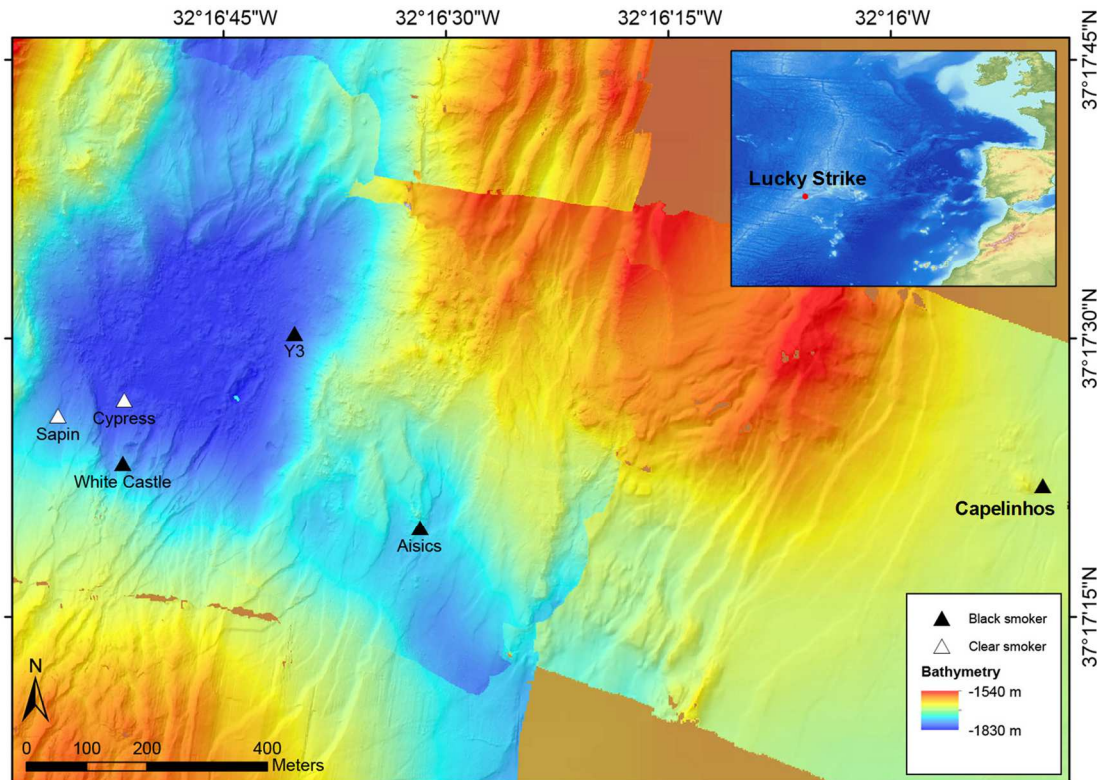 32°16'45"W 32°16'30"W 32°16'15"W 32°16'W
37°17'45"N
Lucky Strike
37°17'30"N
Y3
Cypress
Sapin
White Castle
Capelinhos
Aisics
37°17'15"N
Black smoker
Clear smoker
Bathymetry
-1540 m
-1830 m
N
0 100 200 400
Meters